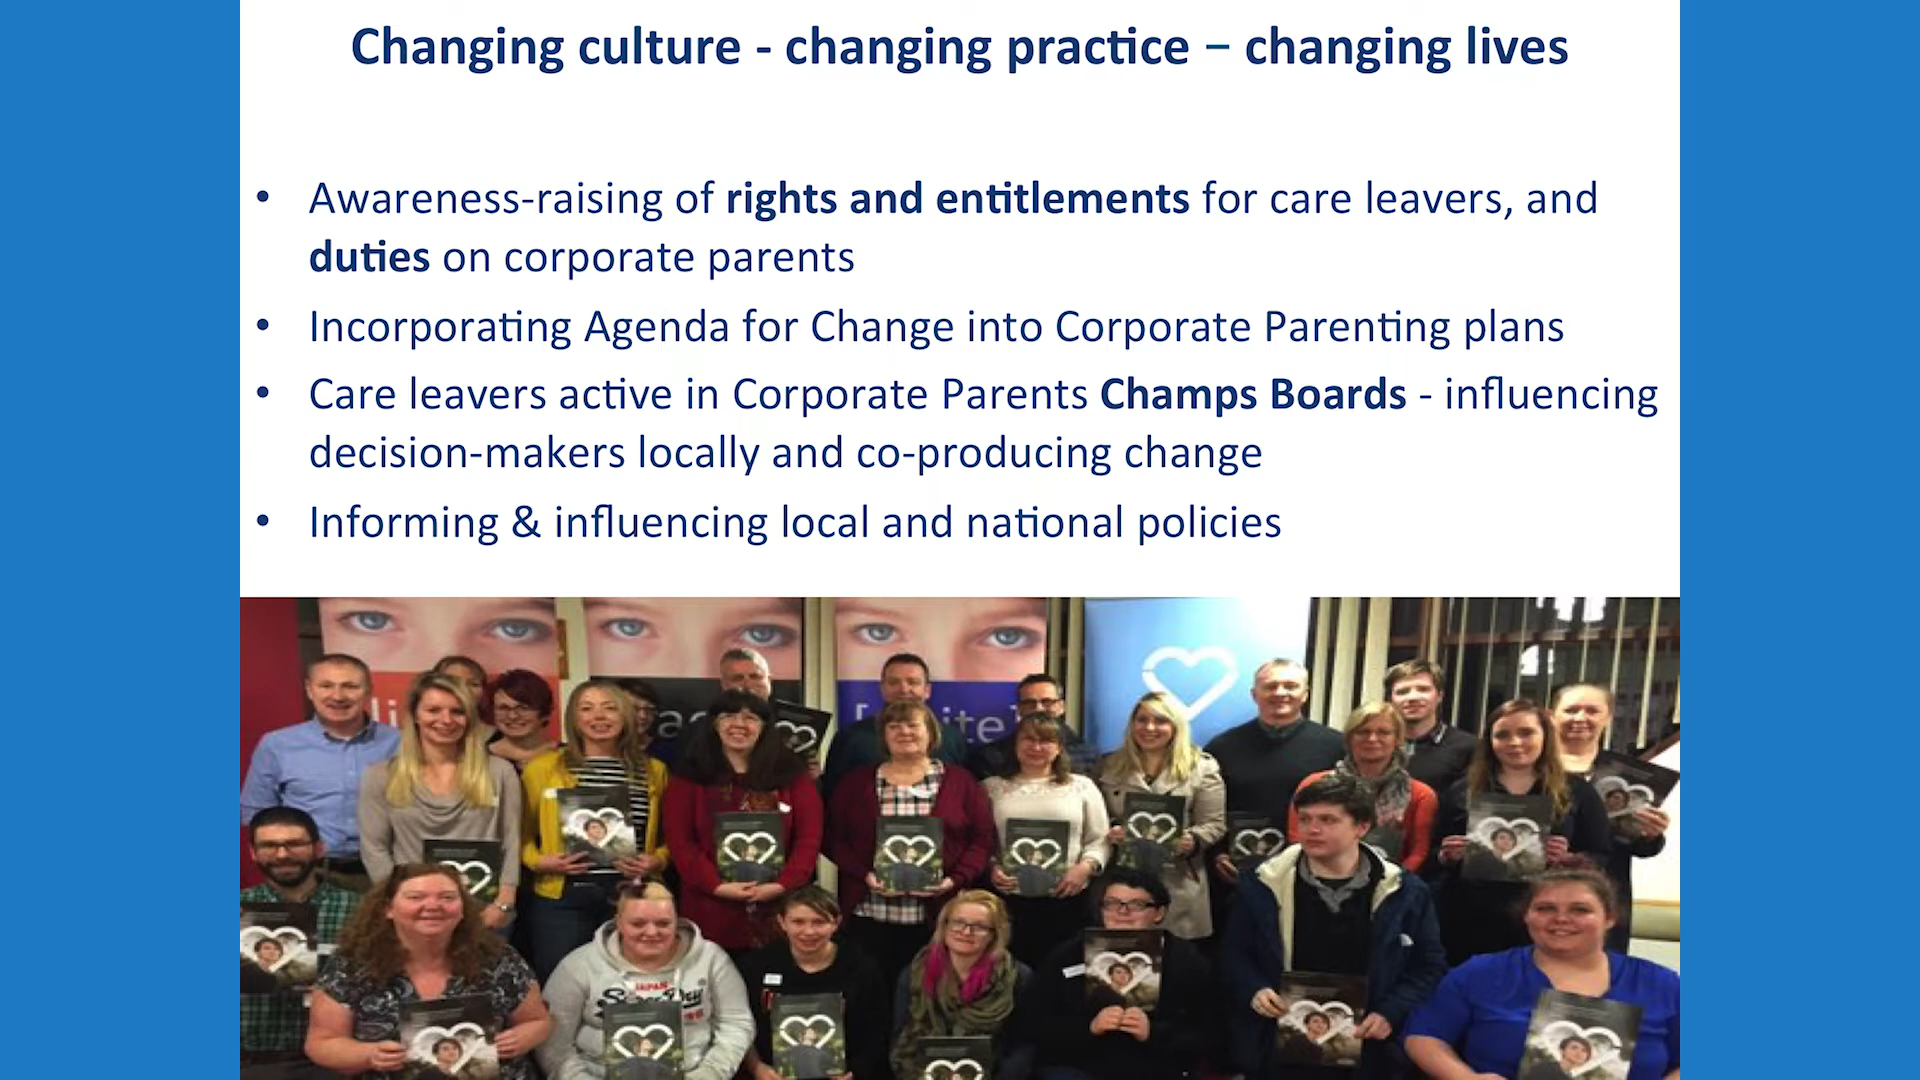 Changing culture - changing practice – changing lives
• Awareness-raising of rights and entitlements for care leavers, and
duties on corporate parents
• Incorporating Agenda for Change into Corporate Parenting plans
• Care leavers active in Corporate Parents Champs Boards - influencing
decision-makers locally and co-producing change
• Informing & influencing local and national policies
JAPAN